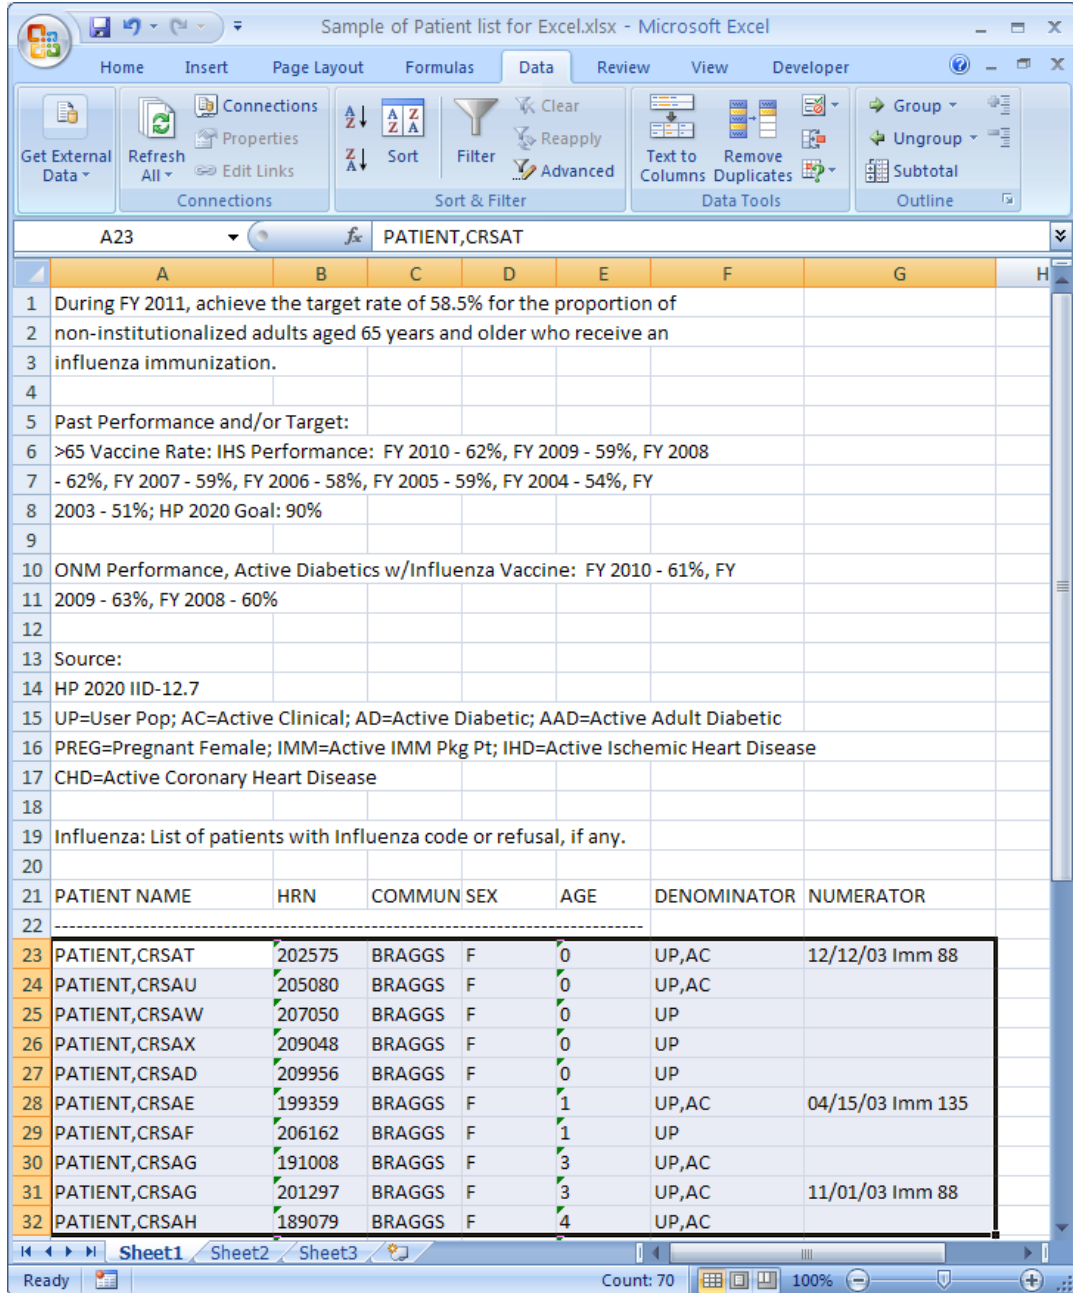 Sample of Patient list for Excel.xlsx - Microsoft Excel
Home Insert Page Layout Formulas Data Review View Developer
Get External Data
Refresh All
Connections
Properties
Edit Links
Connections
Sort
Filter
Clear
Reapply
Advanced
Sort & Filter
Text to Columns
Remove Duplicates
Data Tools
Group
Ungroup
Subtotal
Outline
A23 fx PATIENT,CRSAT
A B C D E F G H
1 During FY 2011, achieve the target rate of 58.5% for the proportion of
2 non-institutionalized adults aged 65 years and older who receive an
3 influenza immunization.
4
5 Past Performance and/or Target:
6 >65 Vaccine Rate: IHS Performance: FY 2010 - 62%, FY 2009 - 59%, FY 2008
7 - 62%, FY 2007 - 59%, FY 2006 - 58%, FY 2005 - 59%, FY 2004 - 54%, FY
8 2003 - 51%; HP 2020 Goal: 90%
9
10 ONM Performance, Active Diabetics w/Influenza Vaccine: FY 2010 - 61%, FY
11 2009 - 63%, FY 2008 - 60%
12
13 Source:
14 HP 2020 IID-12.7
15 UP=User Pop; AC=Active Clinical; AD=Active Diabetic; AAD=Active Adult Diabetic
16 PREG=Pregnant Female; IMM=Active IMM Pkg Pt; IHD=Active Ischemic Heart Disease
17 CHD=Active Coronary Heart Disease
18
19 Influenza: List of patients with Influenza code or refusal, if any.
20
21 PATIENT NAME HRN COMMUN SEX AGE DENOMINATOR NUMERATOR
22 --------------------------------------------------------------------------------
23 PATIENT,CRSAT 202575 BRAGGS F 0 UP,AC 12/12/03 Imm 88
24 PATIENT,CRSAU 205080 BRAGGS F 0 UP,AC
25 PATIENT,CRSAW 207050 BRAGGS F 0 UP
26 PATIENT,CRSAX 209048 BRAGGS F 0 UP
27 PATIENT,CRSAD 209956 BRAGGS F 0 UP
28 PATIENT,CRSAE 199359 BRAGGS F 1 UP,AC 04/15/03 Imm 135
29 PATIENT,CRSAF 206162 BRAGGS F 1 UP
30 PATIENT,CRSAG 191008 BRAGGS F 3 UP,AC
31 PATIENT,CRSAG 201297 BRAGGS F 3 UP,AC 11/01/03 Imm 88
32 PATIENT,CRSAH 189079 BRAGGS F 4 UP,AC
Sheet1 Sheet2 Sheet3
Ready Count: 70 100%